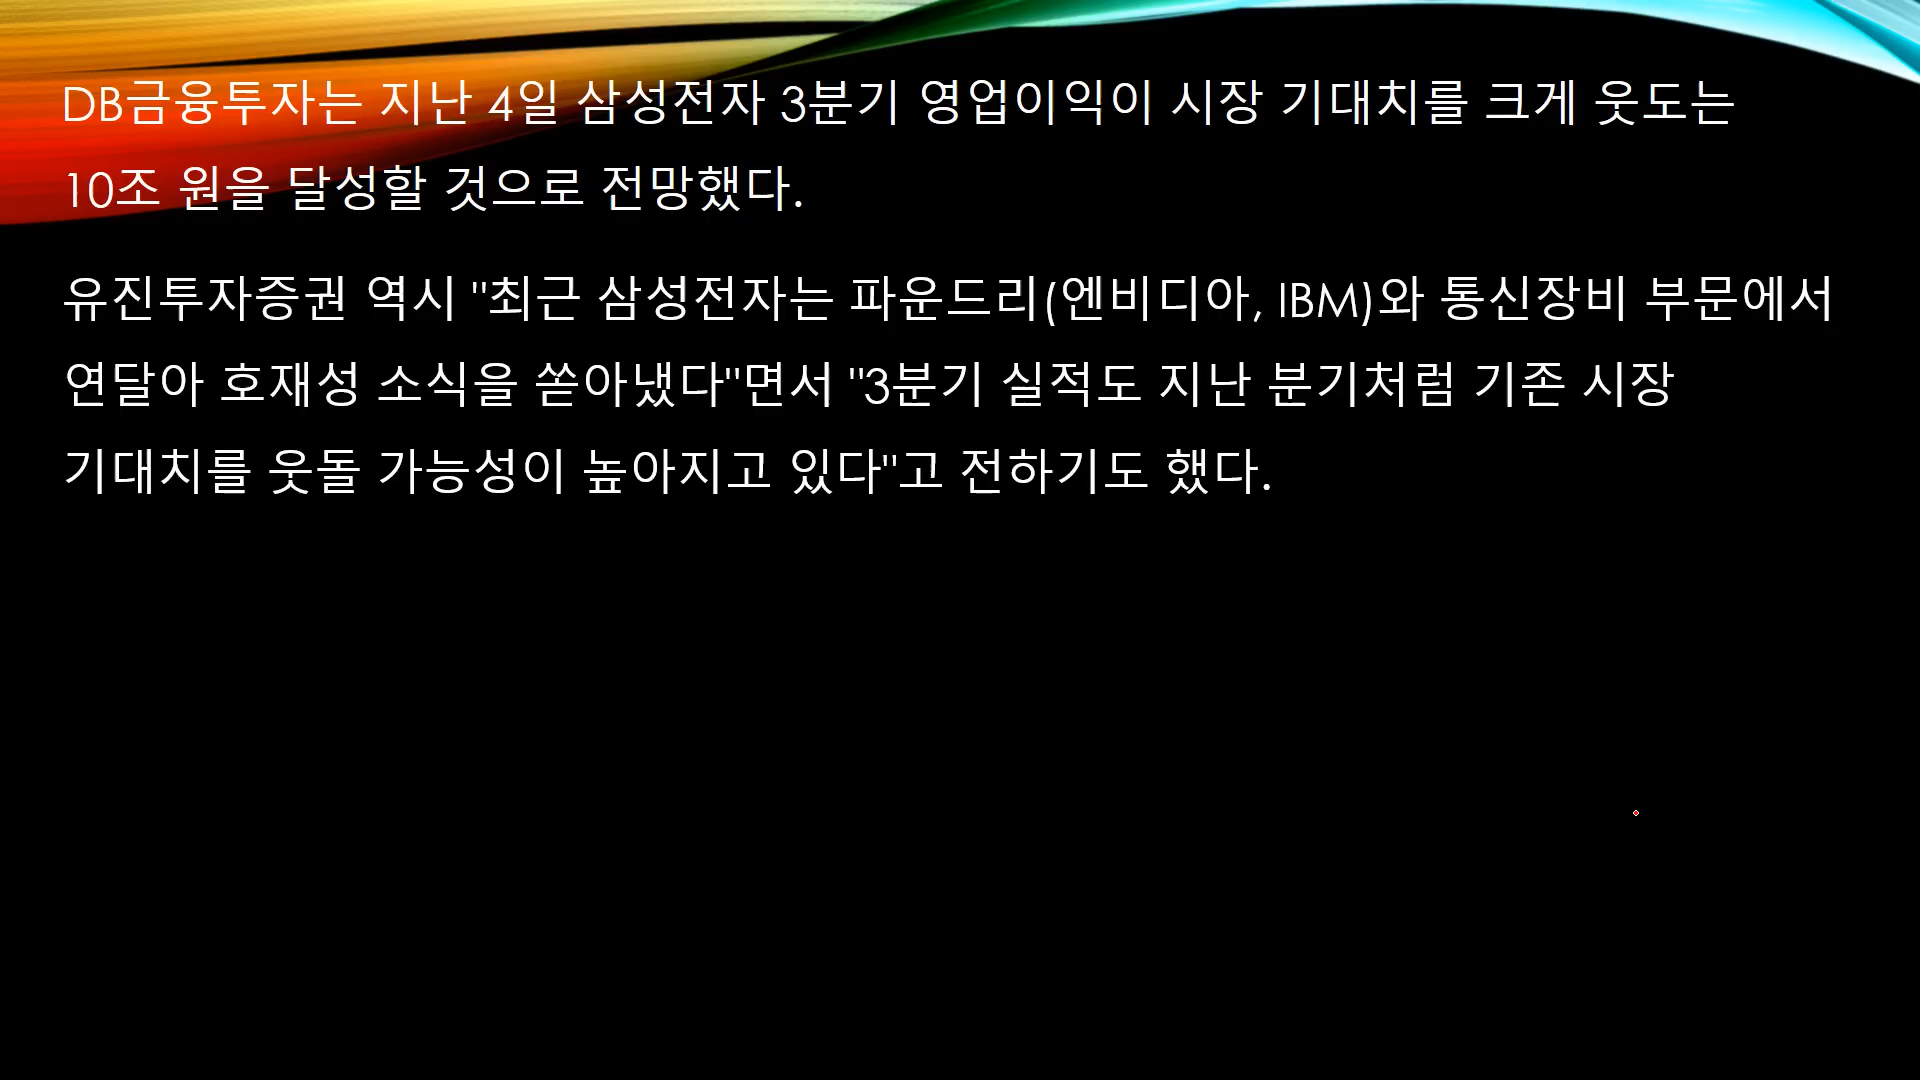 DB금융투자는 지난 4일 삼성전자 3분기 영업이익이 시장 기대치를 크게 웃도는
10조 원을 달성할 것으로 전망했다.
유진투자증권 역시 "최근 삼성전자는 파운드리(엔비디아, IBM)와 통신장비 부문에서
연달아 호재성 소식을 쏟아냈다"면서 "3분기 실적도 지난 분기처럼 기존 시장
기대치를 웃돌 가능성이 높아지고 있다"고 전하기도 했다.